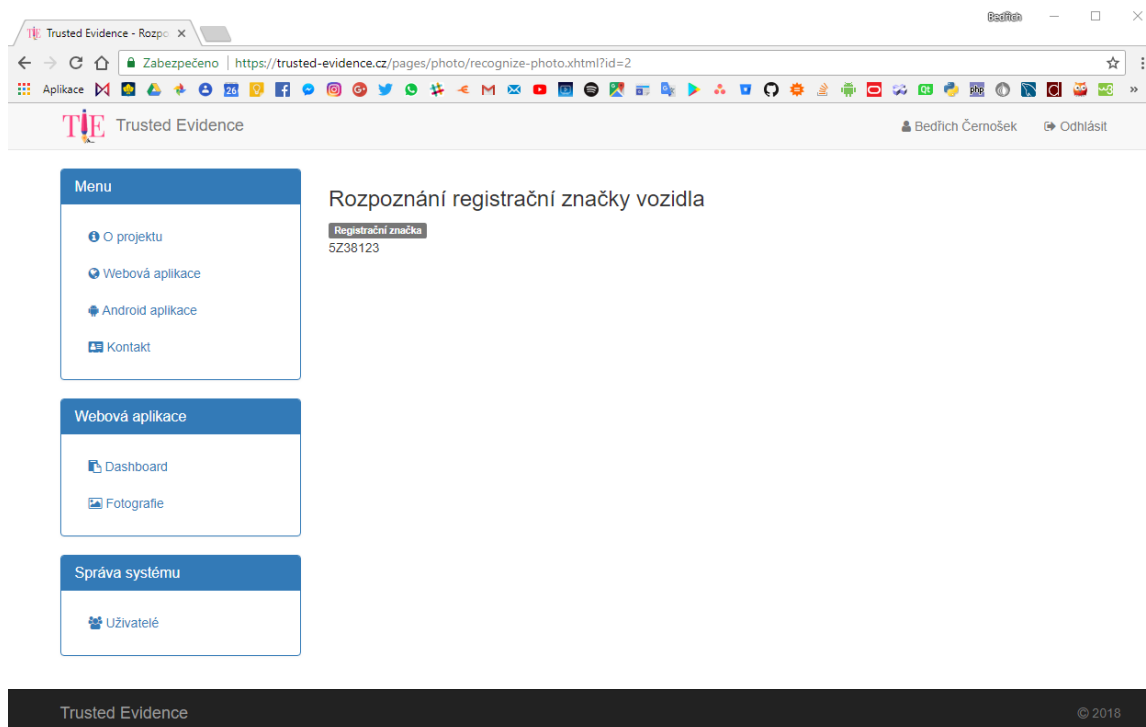 Bedřich
Trusted Evidence - Rozpo
Zabezpečeno | https://trusted-evidence.cz/pages/photo/recognize-photo.xhtml?id=2
Aplikace
TIE Trusted Evidence
Bedřich Černošek
Odhlásit
Menu
O projektu
Webová aplikace
Android aplikace
Kontakt
Rozpoznání registrační značky vozidla
Registrační značka
5Z38123
Webová aplikace
Dashboard
Fotografie
Správa systému
Uživatelé
Trusted Evidence
© 2018